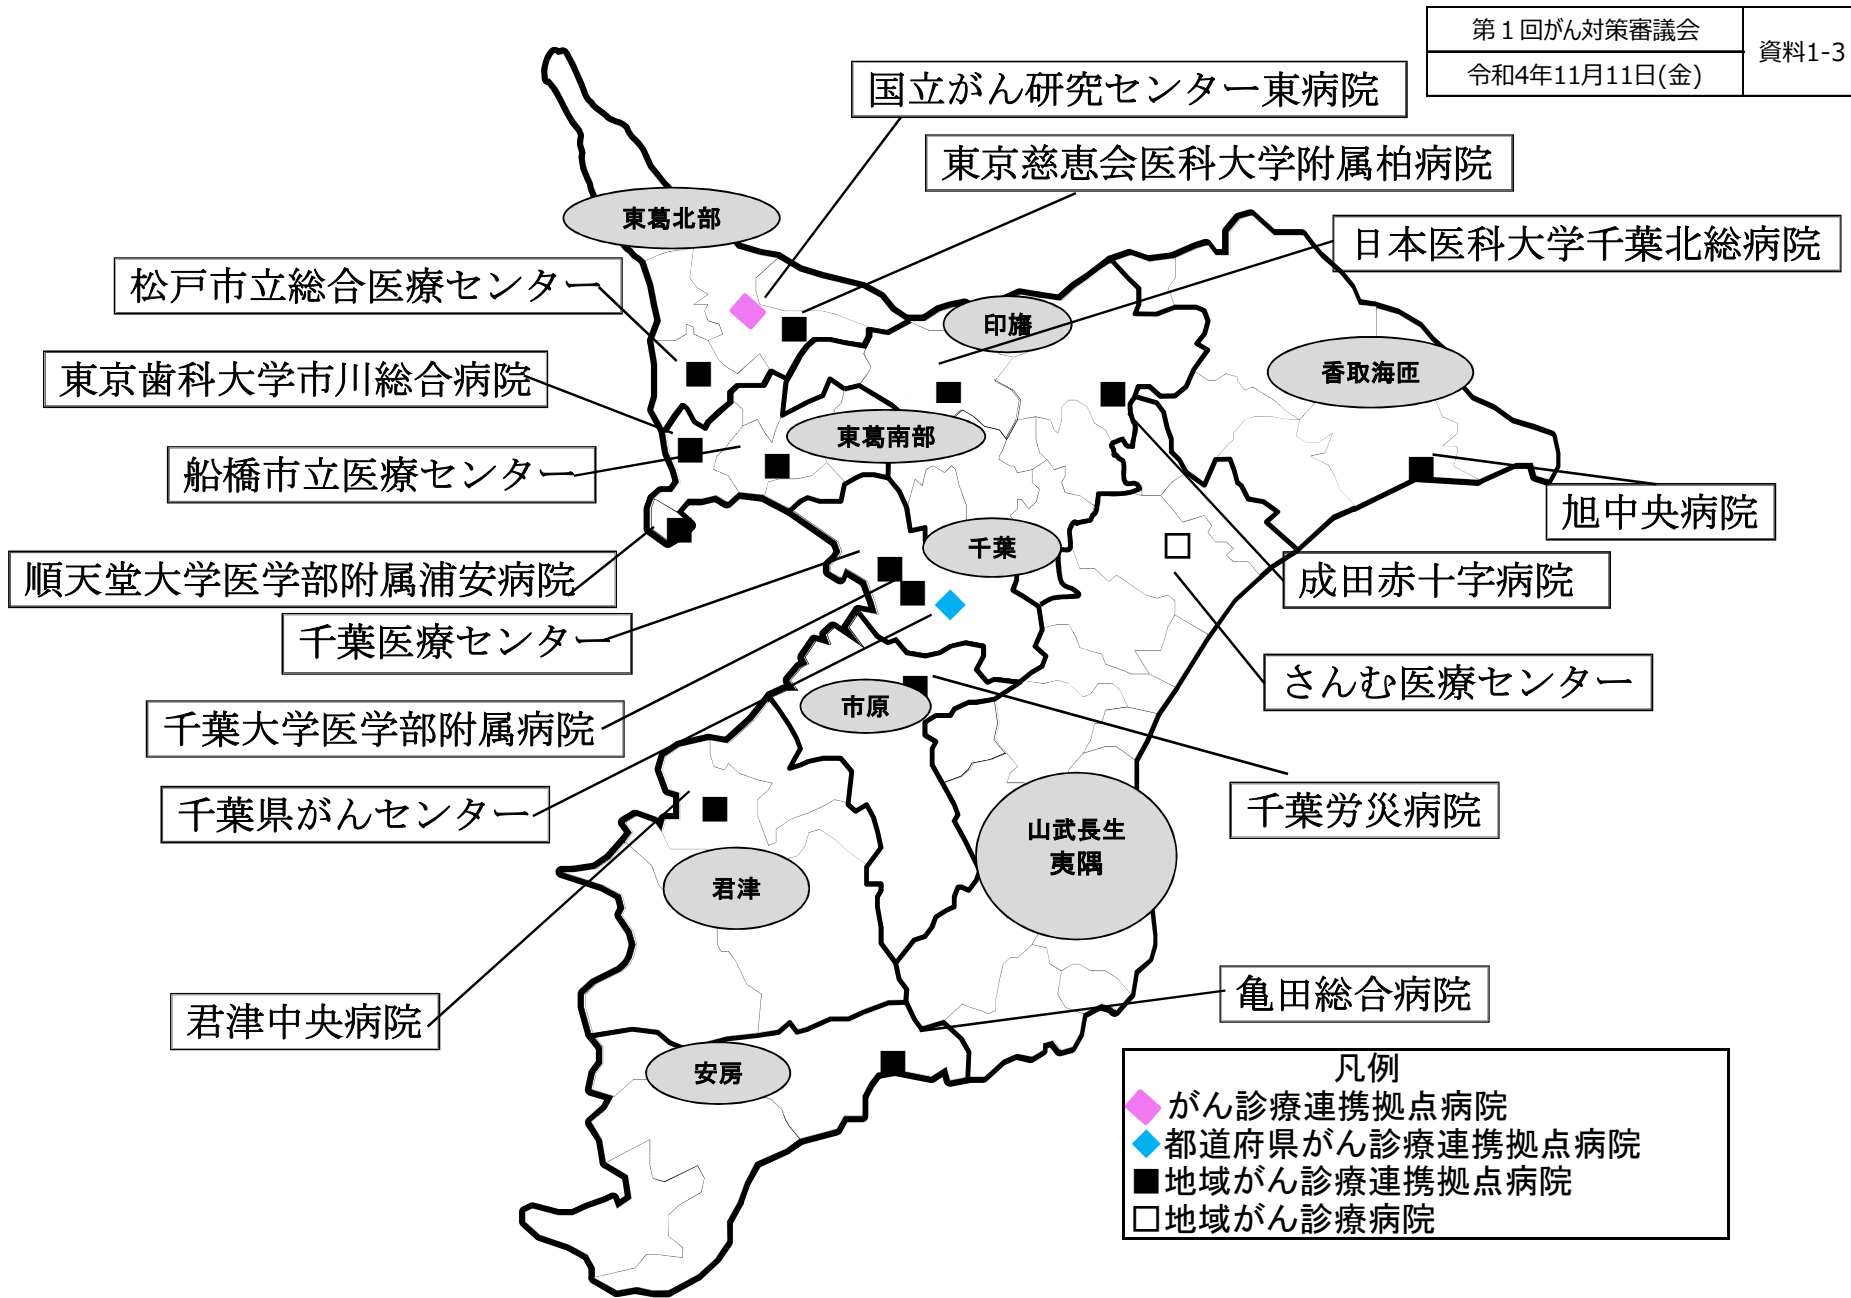 第１回がん対策審議会
令和4年11月11日(金)
資料1-3
国立がん研究センター東病院
東京慈恵会医科大学附属柏病院
東葛北部
日本医科大学千葉北総病院
松戸市立総合医療センター
印旛
東京歯科大学市川総合病院
香取海匝
東葛南部
船橋市立医療センター
旭中央病院
千葉
順天堂大学医学部附属浦安病院
成田赤十字病院
千葉医療センター
さんむ医療センター
市原
千葉大学医学部附属病院
千葉県がんセンター
千葉労災病院
山武長生
夷隅
君津
亀田総合病院
君津中央病院
安房
凡例
がん診療連携拠点病院
都道府県がん診療連携拠点病院
地域がん診療連携拠点病院
地域がん診療病院